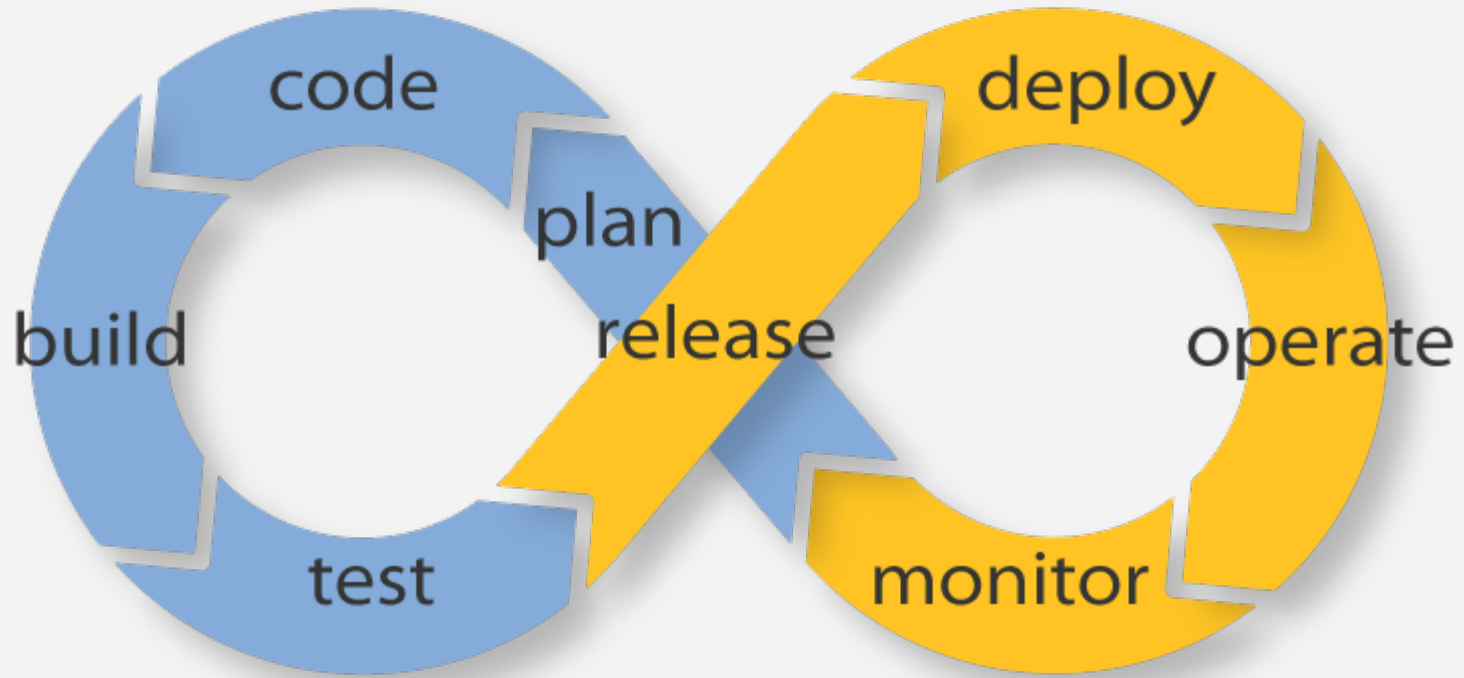 code
deploy
plan
build
release
operate
test
monitor